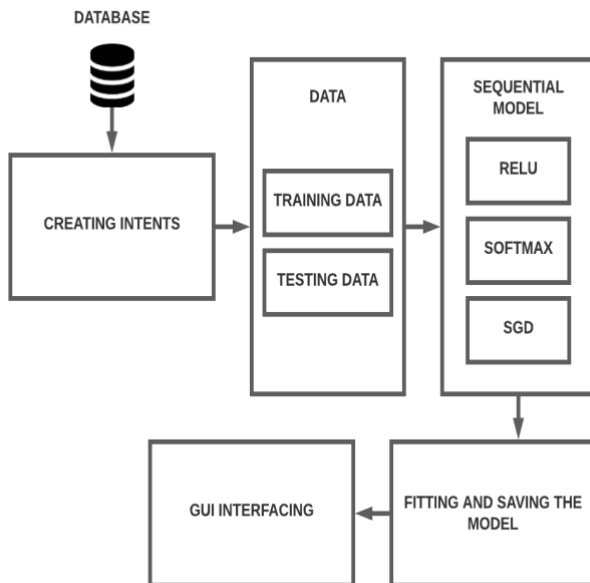 DATABASE
CREATING INTENTS
DATA
TRAINING DATA
TESTING DATA
SEQUENTIAL
MODEL
RELU
SOFTMAX
SGD
GUI INTERFACING
FITTING AND SAVING THE
MODEL